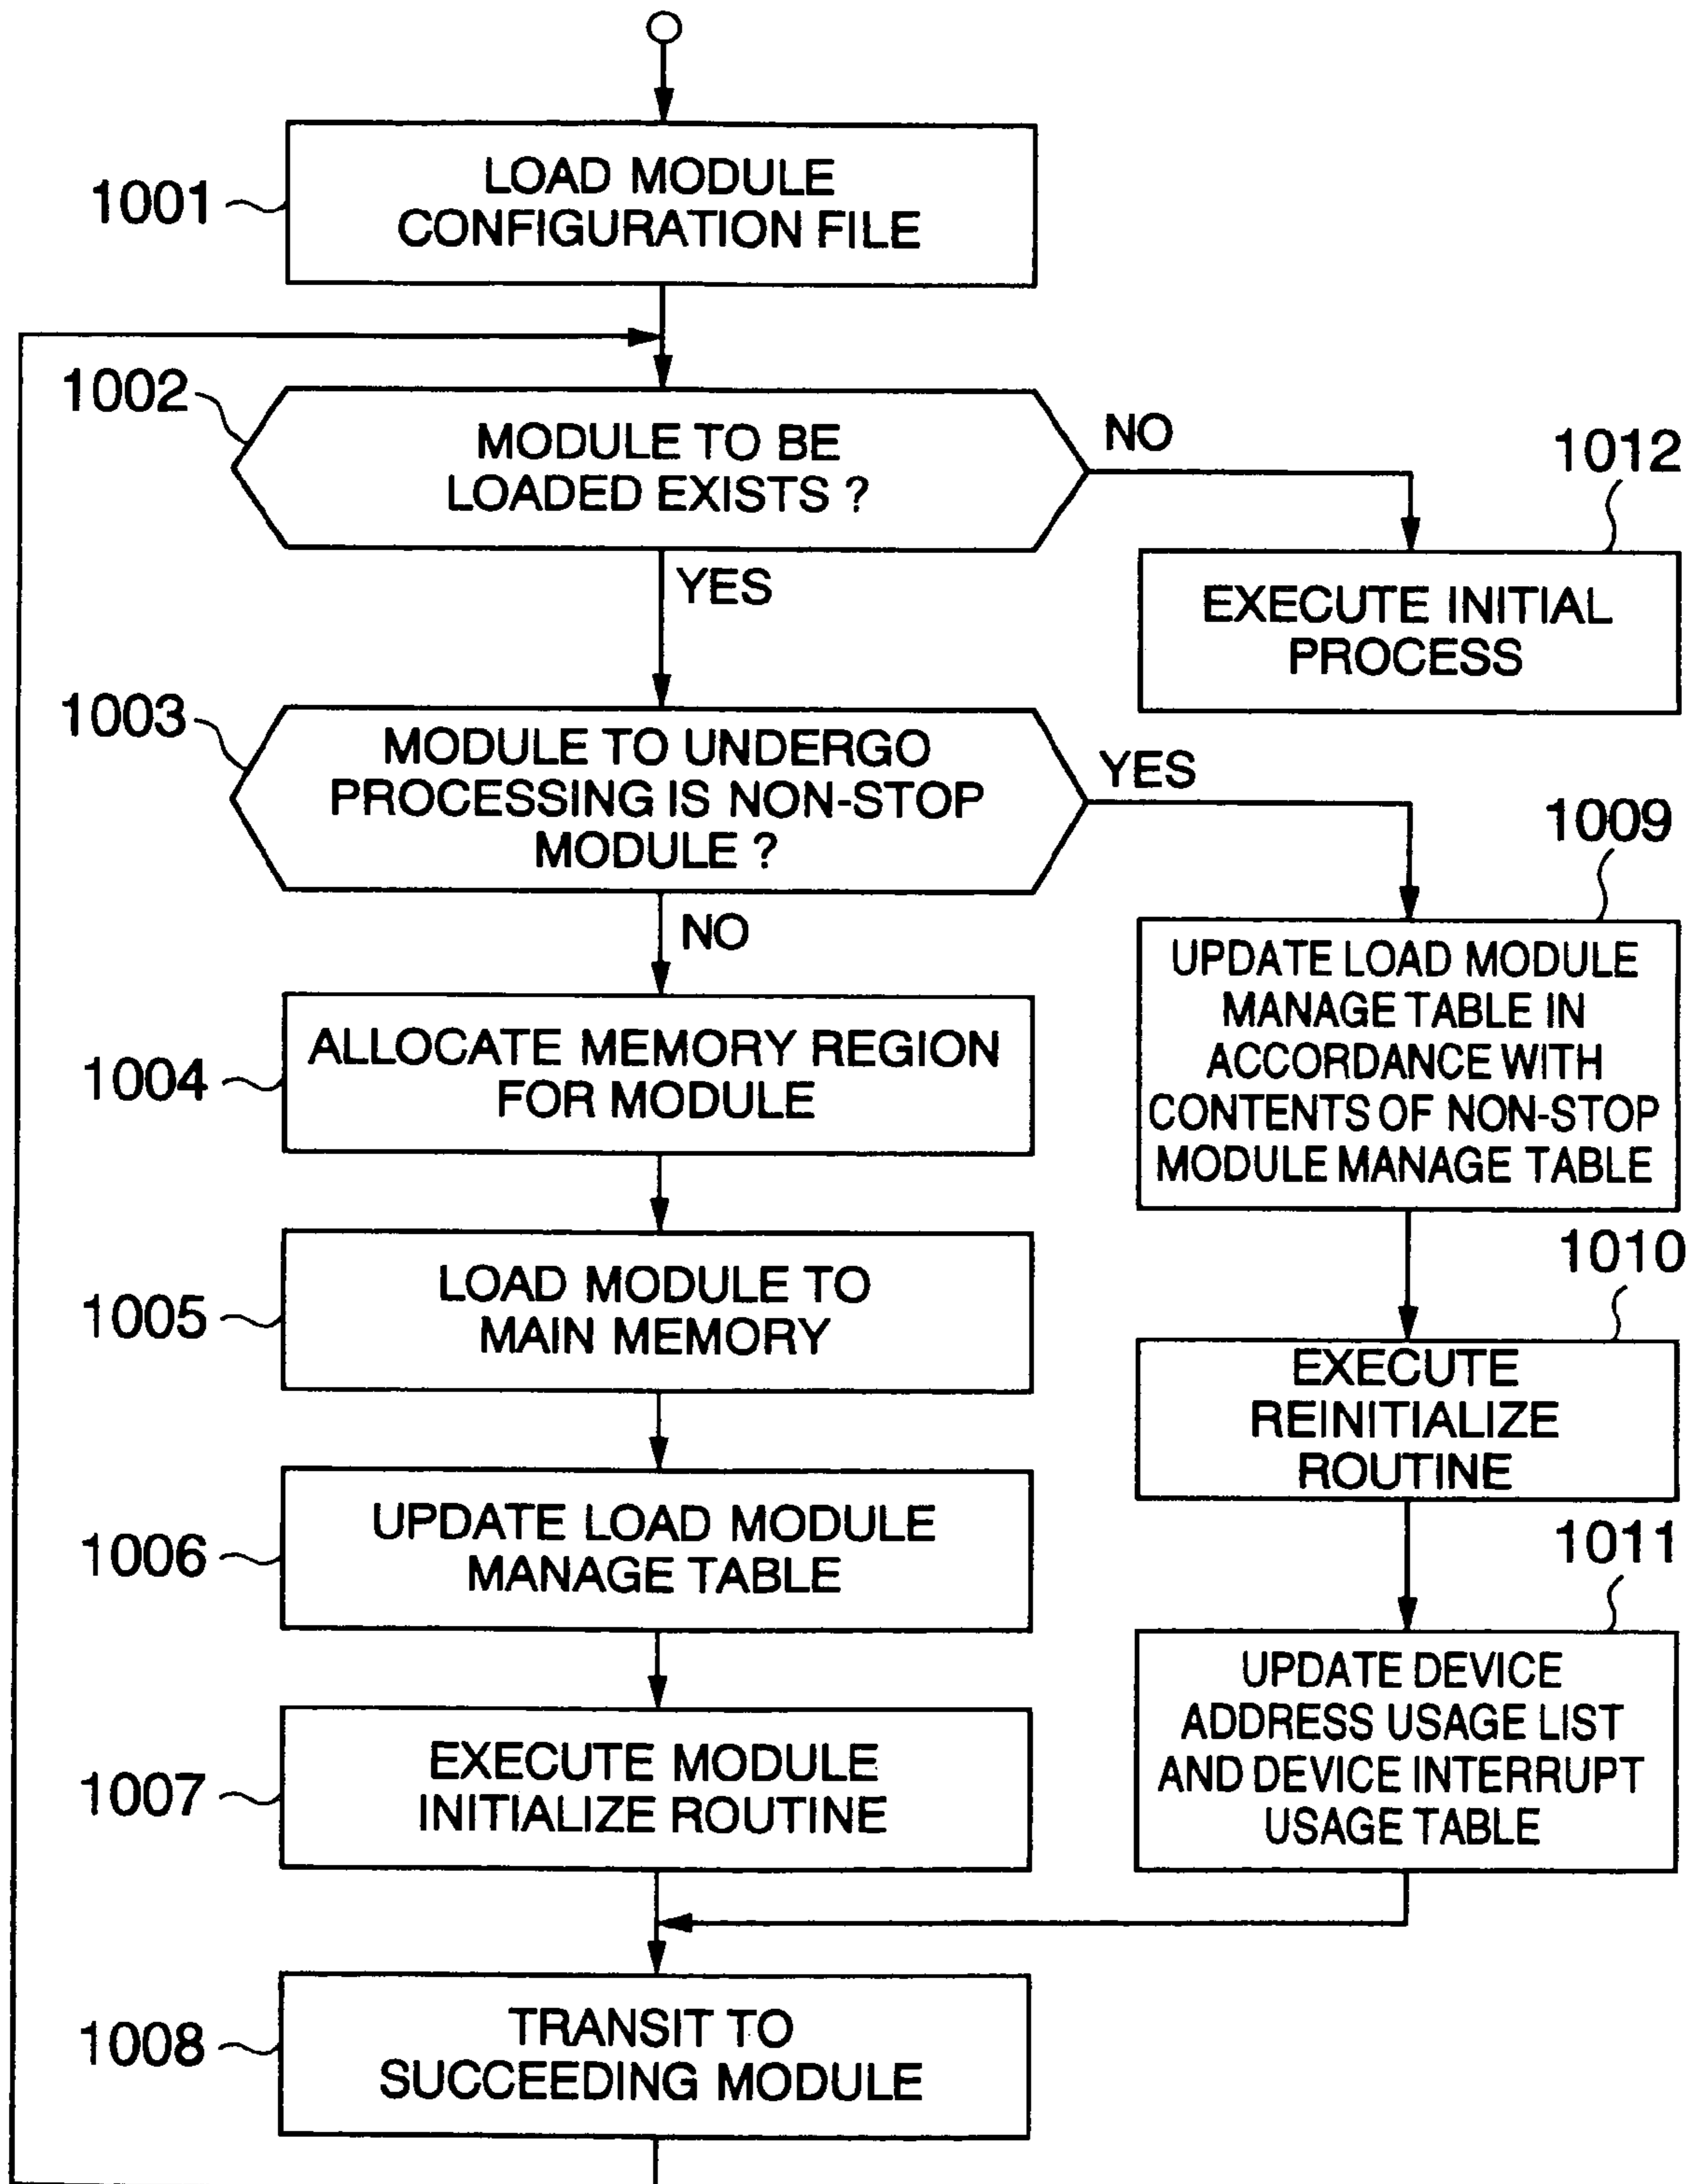 1001
LOAD MODULE
CONFIGURATION FILE
1002
MODULE TO BE
LOADED EXISTS ?
NO
YES
1012
EXECUTE INITIAL
PROCESS
1003
MODULE TO UNDERGO
PROCESSING IS NON-STOP
MODULE ?
YES
NO
1004
ALLOCATE MEMORY REGION
FOR MODULE
1005
LOAD MODULE TO
MAIN MEMORY
1006
UPDATE LOAD MODULE
MANAGE TABLE
1007
EXECUTE MODULE
INITIALIZE ROUTINE
1009
UPDATE LOAD MODULE
MANAGE TABLE IN
ACCORDANCE WITH
CONTENTS OF NON-STOP
MODULE MANAGE TABLE
1010
EXECUTE
REINITIALIZE
ROUTINE
1011
UPDATE DEVICE
ADDRESS USAGE LIST
AND DEVICE INTERRUPT
USAGE TABLE
1008
TRANSIT TO
SUCCEEDING MODULE